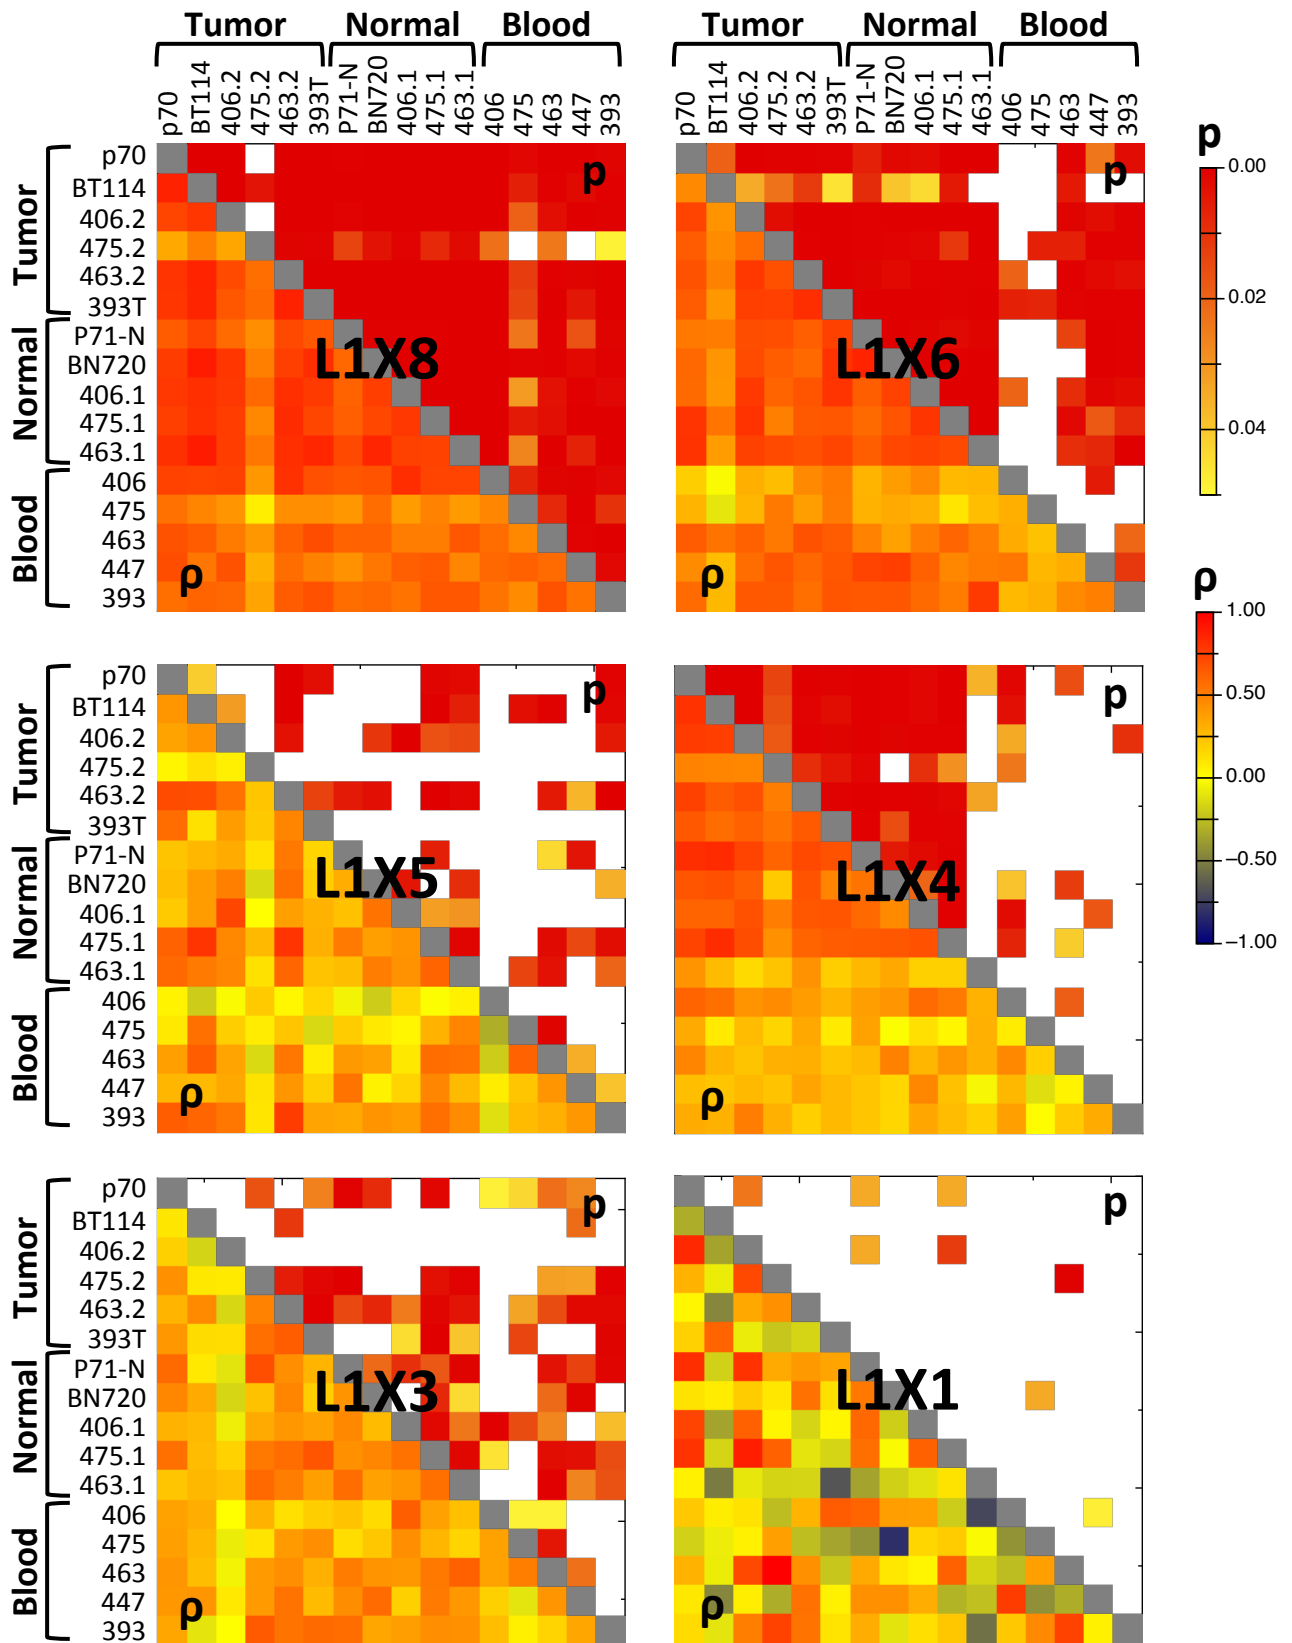 Tumor Normal Blood Tumor Normal Blood
p70 BT114 406.2 475.2 463.2 393T P71-N BN720 406.1 475.1 463.1 406 475 463 447 393
p70 BT114 406.2 475.2 463.2 393T P71-N BN720 406.1 475.1 463.1 406 475 463 447 393
Tumor
Normal
Blood
p70
BT114
406.2
475.2
463.2
393T
P71-N
BN720
406.1
475.1
463.1
406
475
463
447
393
p
L1X8
ρ
p
L1X6
ρ
p
0.00
0.02
0.04
ρ
1.00
0.50
0.00
−0.50
−1.00
Tumor
Normal
Blood
p70
BT114
406.2
475.2
463.2
393T
P71-N
BN720
406.1
475.1
463.1
406
475
463
447
393
p
L1X5
ρ
p
L1X4
ρ
Tumor
Normal
Blood
p70
BT114
406.2
475.2
463.2
393T
P71-N
BN720
406.1
475.1
463.1
406
475
463
447
393
p
L1X3
ρ
p
L1X1
ρ